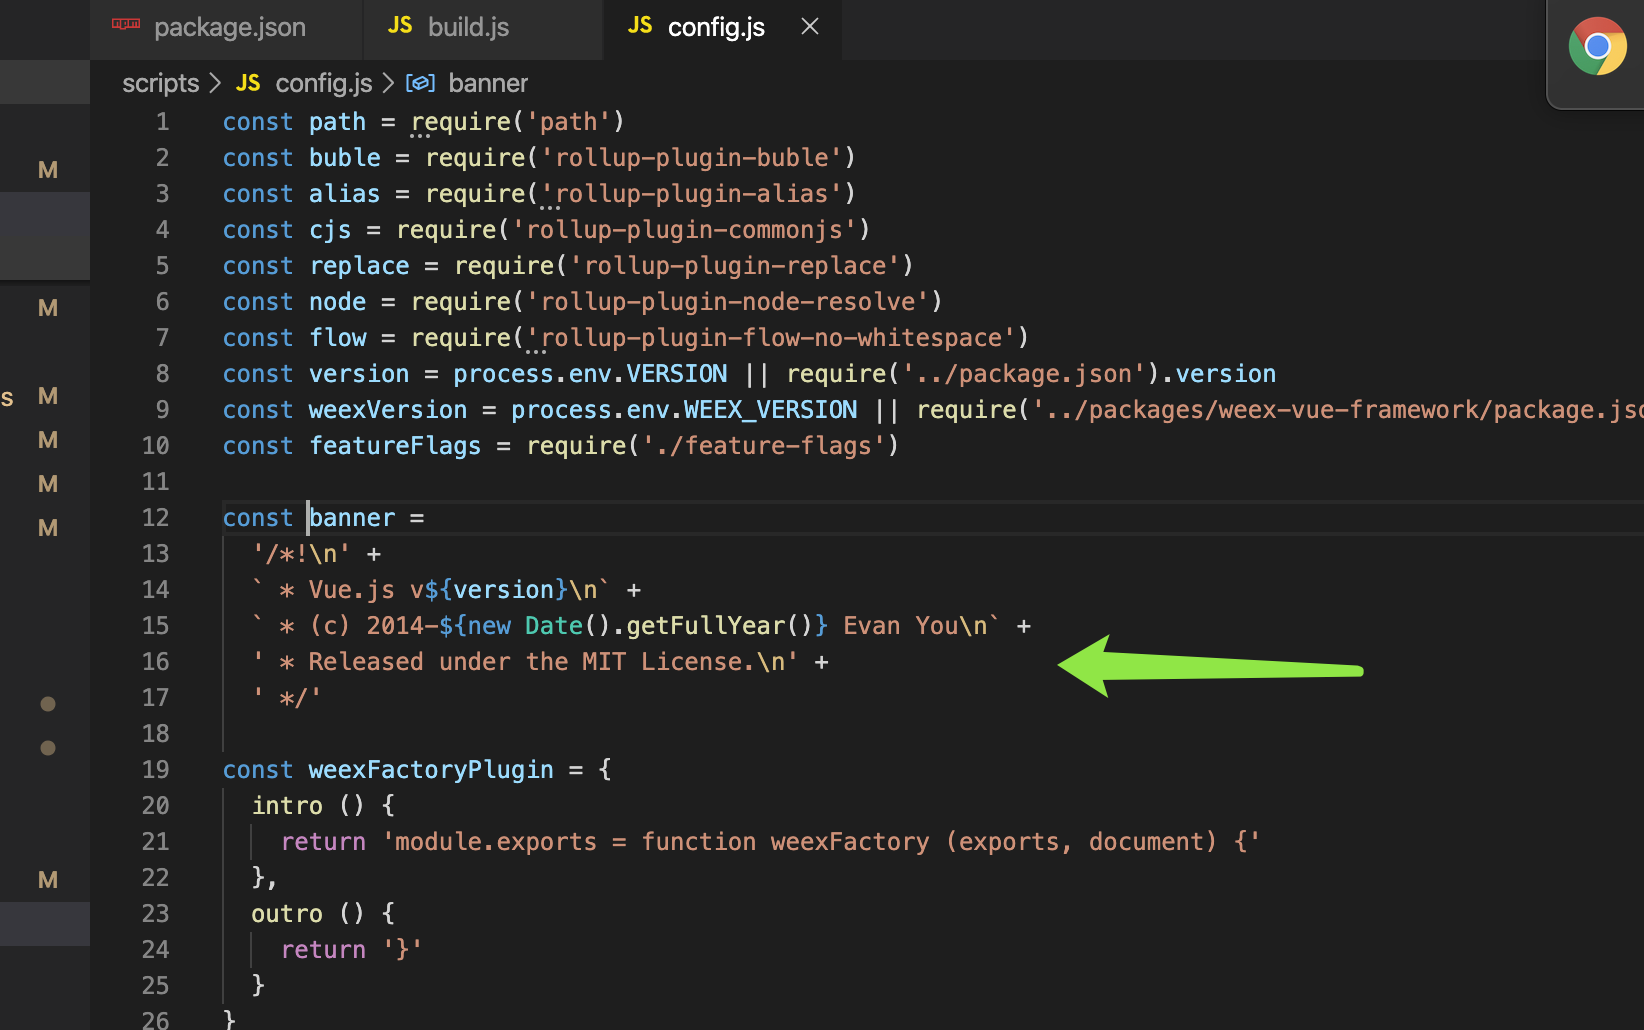 package.json
JS build.js
JS config.js
scripts > JS config.js > banner
M
M
s M
M
M
M
M
1 const path = require('path')
2 const buble = require('rollup-plugin-buble')
3 const alias = require('rollup-plugin-alias')
4 const cjs = require('rollup-plugin-commonjs')
5 const replace = require('rollup-plugin-replace')
6 const node = require('rollup-plugin-node-resolve')
7 const flow = require('rollup-plugin-flow-no-whitespace')
8 const version = process.env.VERSION || require('../package.json').version
9 const weexVersion = process.env.WEEX_VERSION || require('../packages/weex-vue-framework/package.jso
10 const featureFlags = require('./feature-flags')
11
12 const banner =
13 '/*!\n' +
14 ` * Vue.js v${version}\n` +
15 ` * (c) 2014-${new Date().getFullYear()} Evan You\n` +
16 ' * Released under the MIT License.\n' +
17 ' */'
18
19 const weexFactoryPlugin = {
20 intro () {
21 return 'module.exports = function weexFactory (exports, document) {'
22 },
23 outro () {
24 return '}'
25 }
26 }